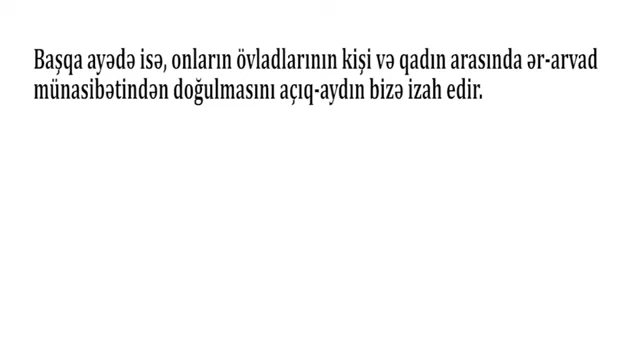 Başqa ayədə isə, onların övladlarının kişi və qadın arasında ər-arvad
münasibətindən doğulmasını açıq-aydın bizə izah edir.